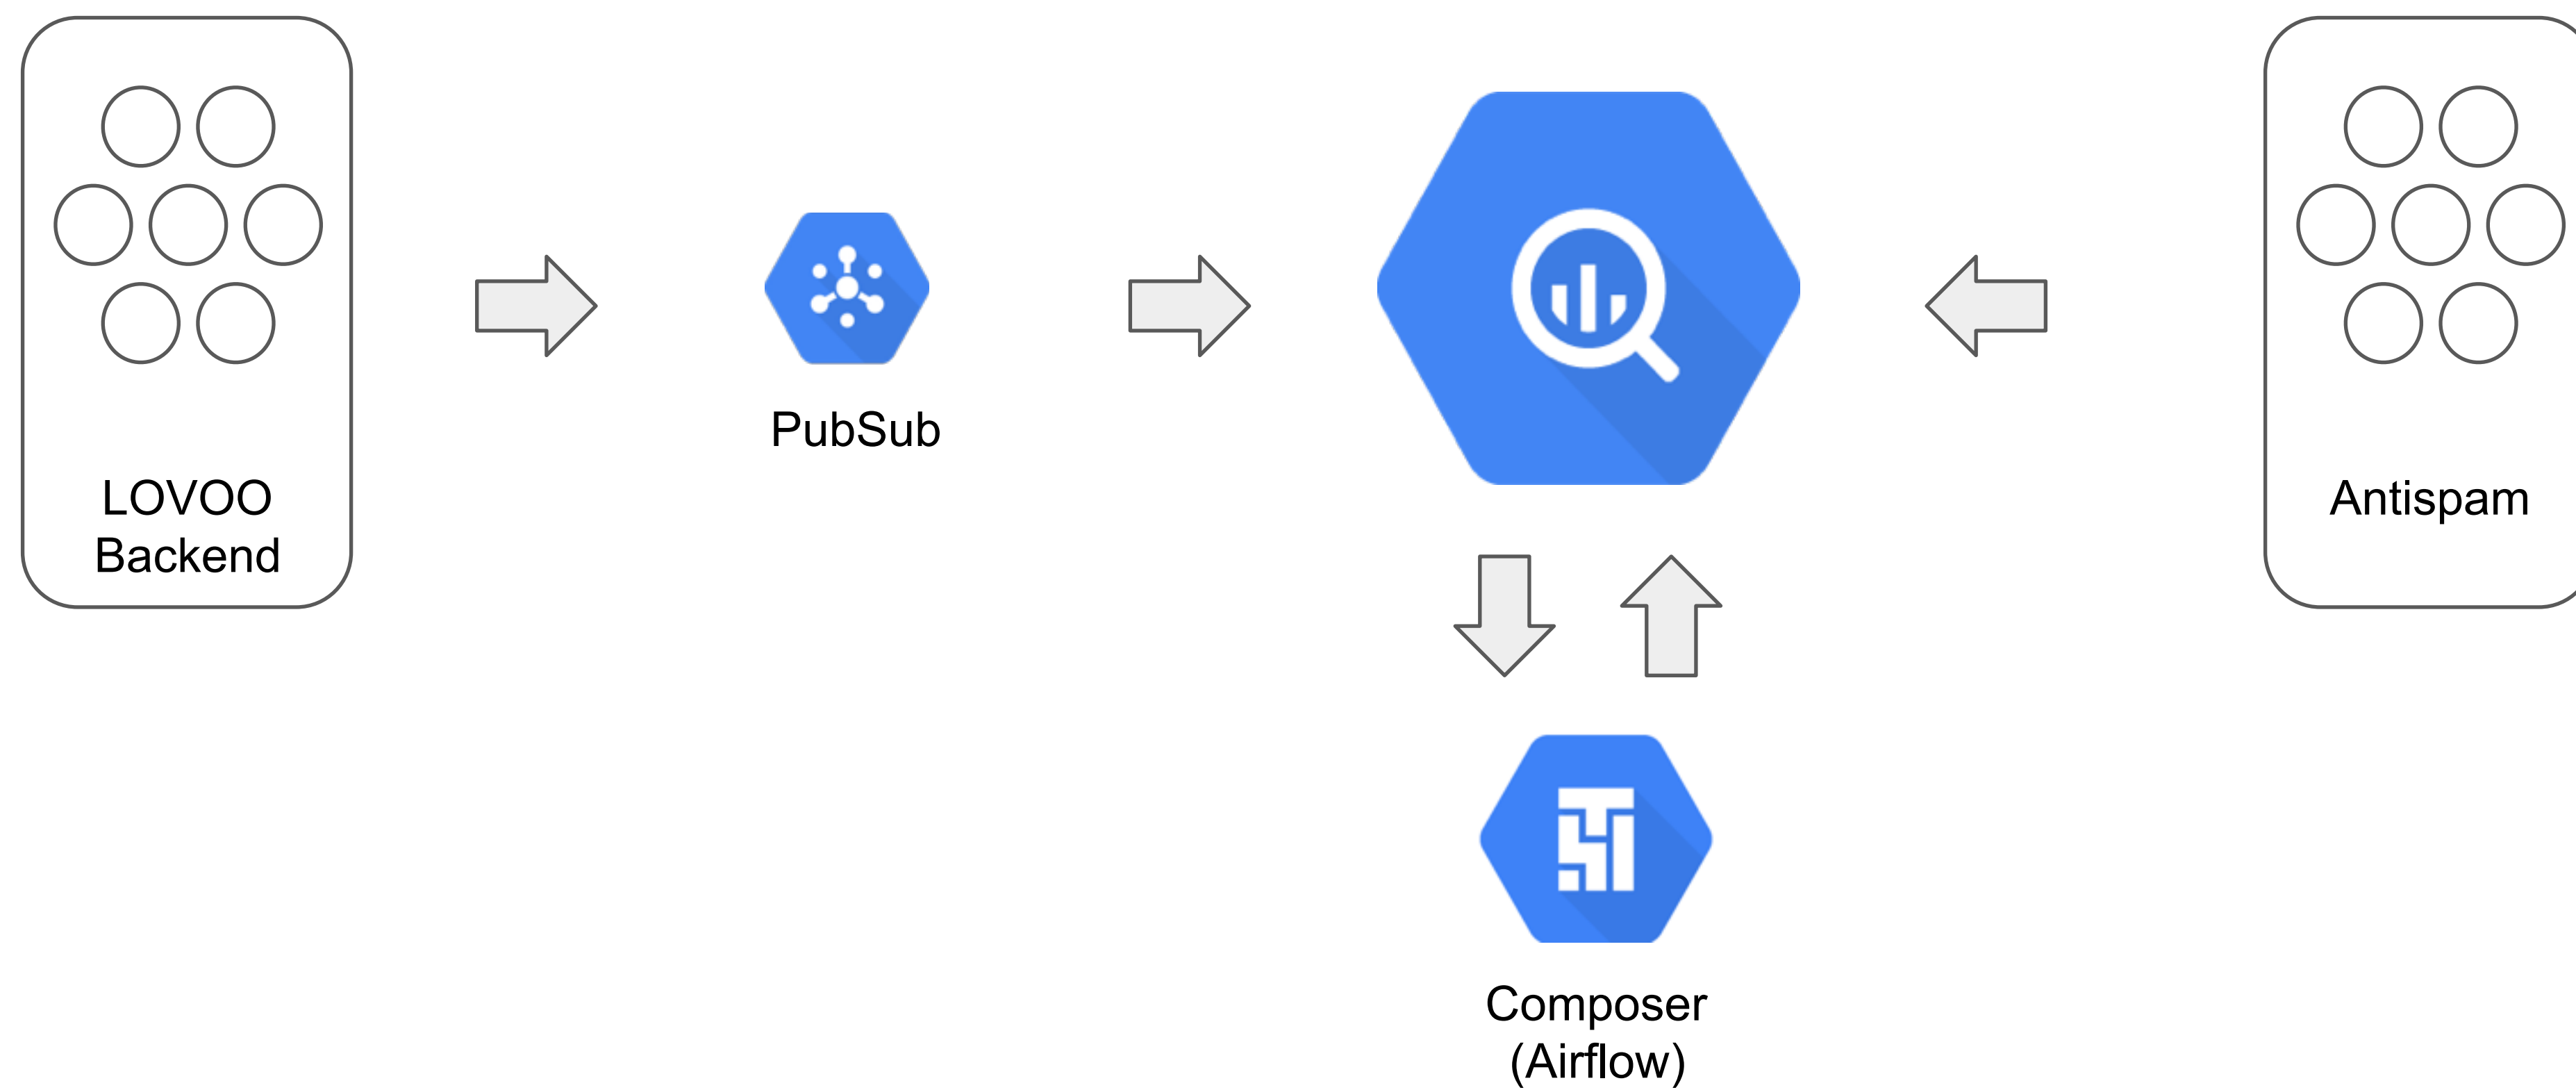 PubSub
LOVOO
Backend
Antispam
Composer
(Airflow)